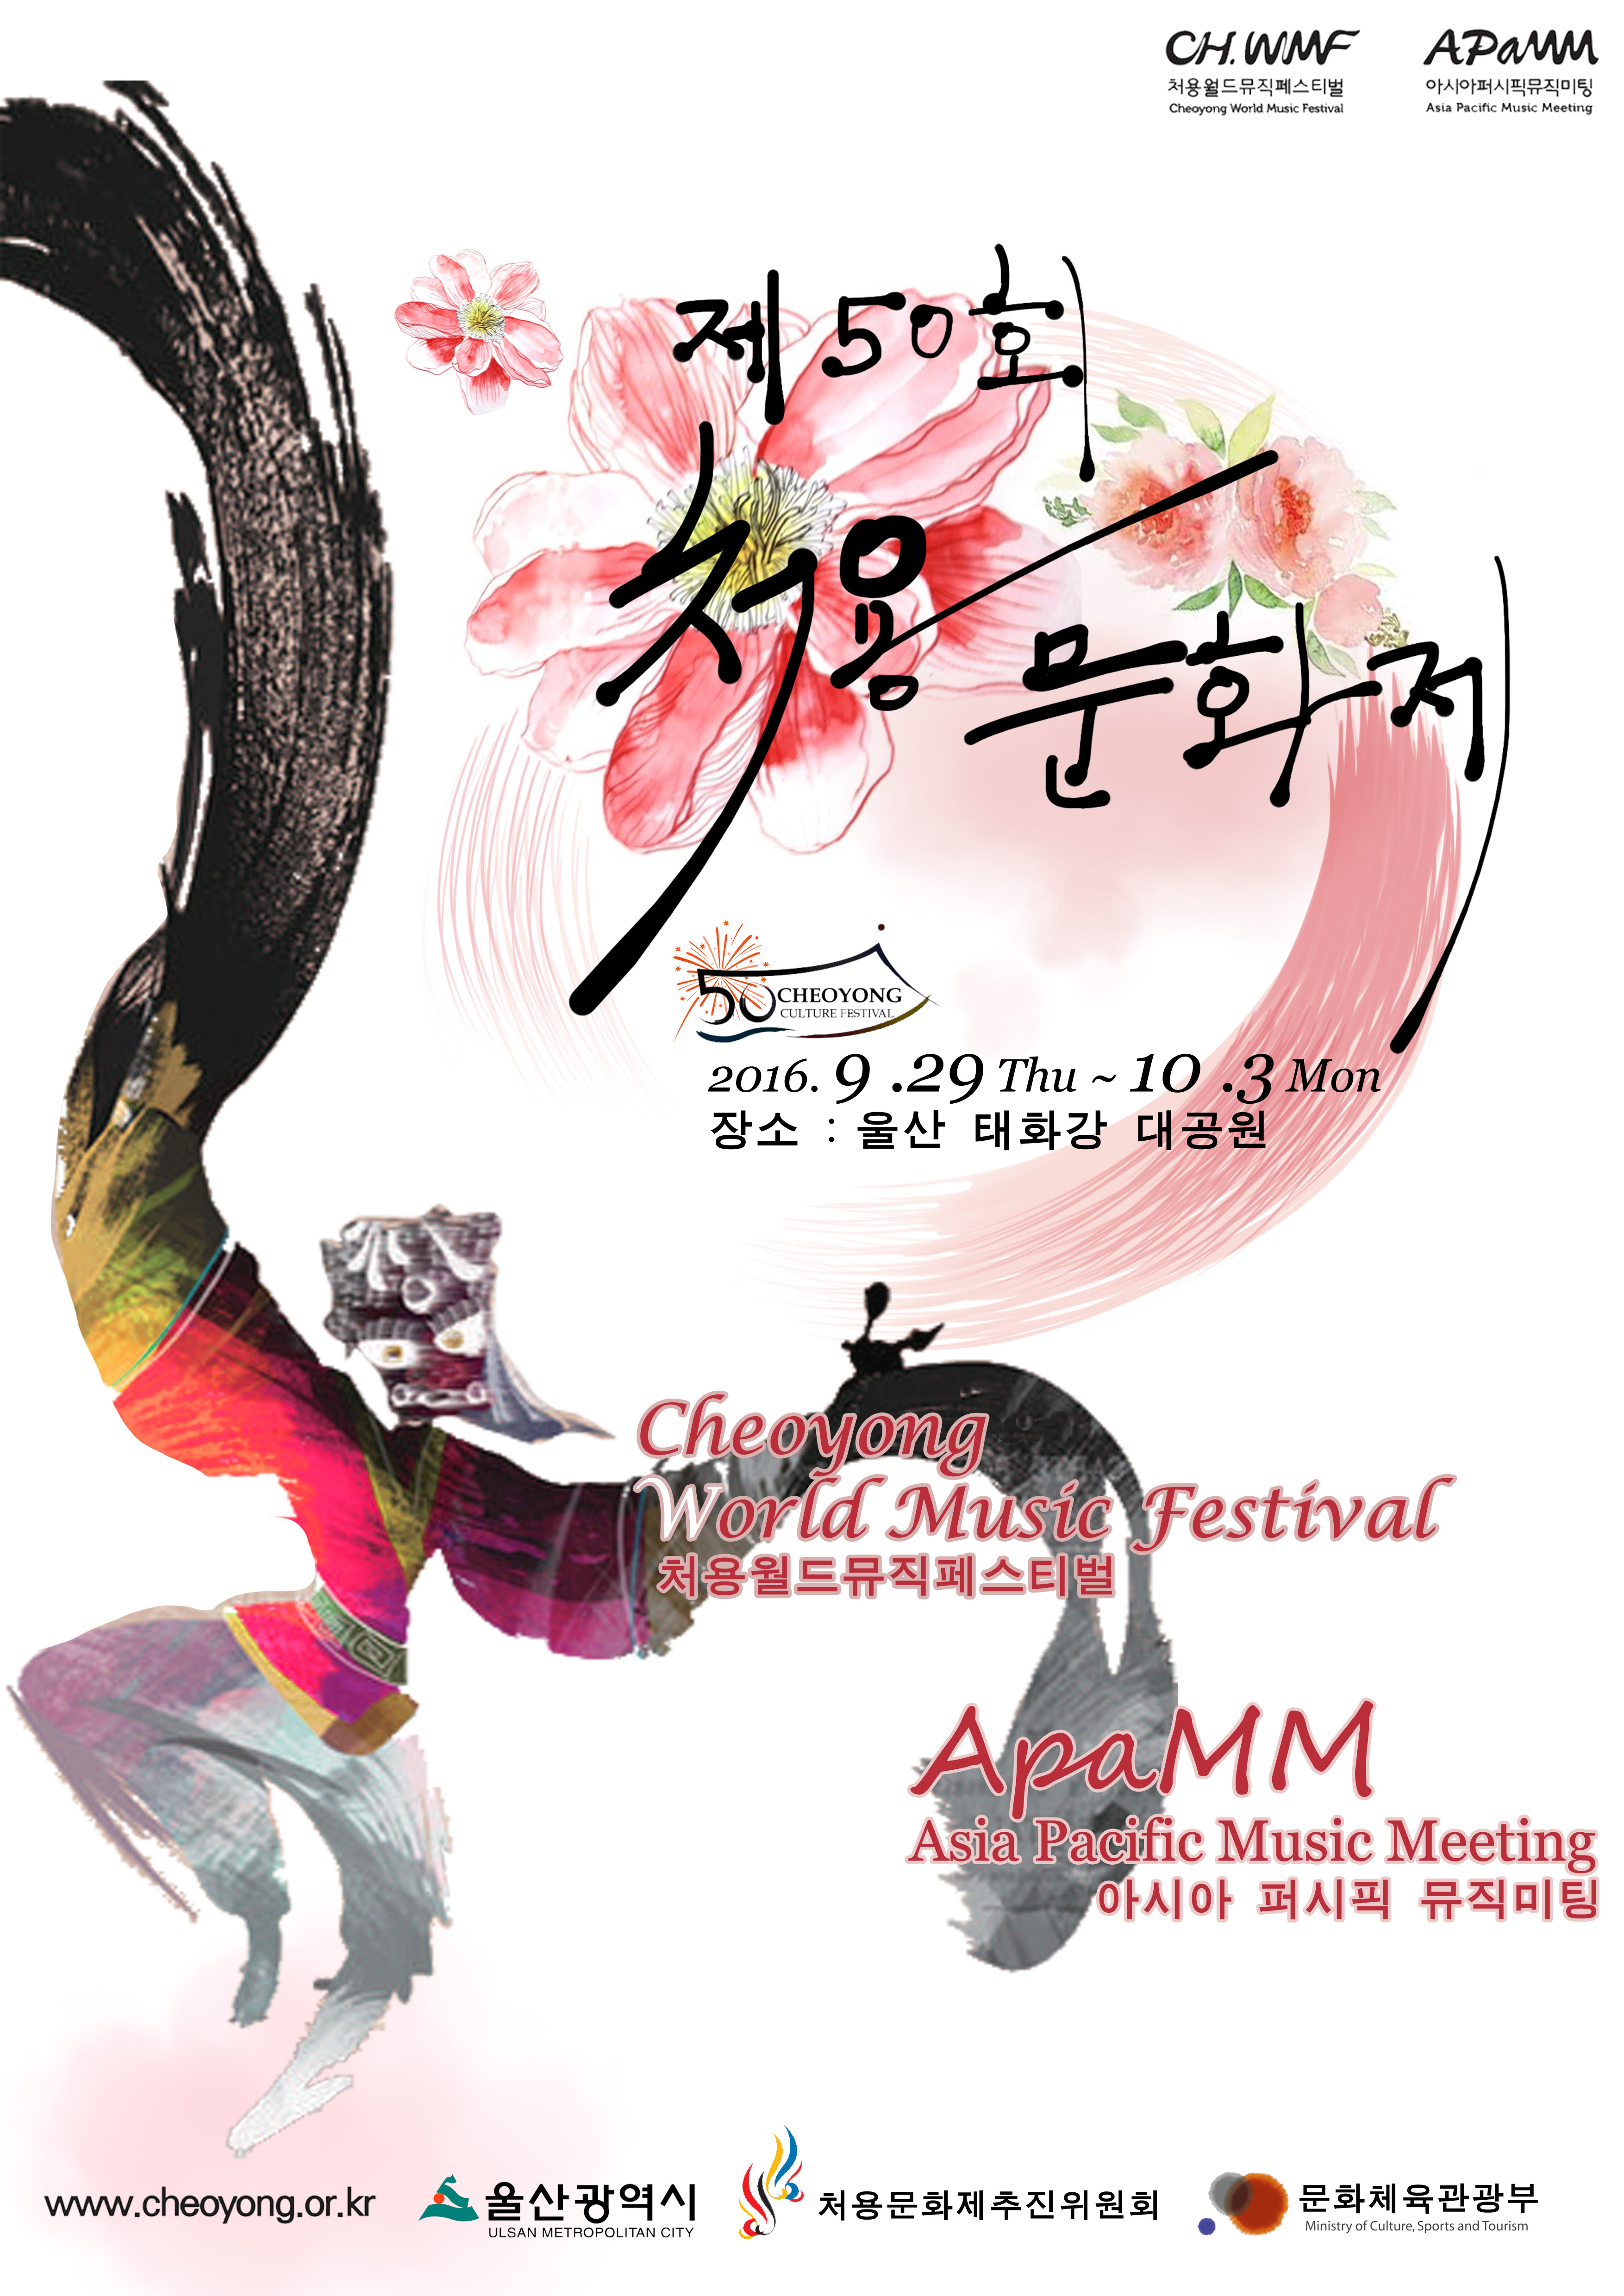 CH.WMF
처용월드뮤직페스티벌
Cheoyong World Music Festival
APaMM
아시아퍼시픽뮤직미팅
Asia Pacific Music Meeting
제50회
처용
문화제
50 CHEOYONG
CULTURE FESTIVAL
2016. 9 .29 Thu ~ 10 .3 Mon
장소 : 울산 태화강 대공원
Cheoyong
World Music Festival
처용월드뮤직페스티벌
ApaMM
Asia Pacific Music Meeting
아시아 퍼시픽 뮤직미팅
www.cheoyong.or.kr
울산광역시
ULSAN METROPOLITAN CITY
처용문화제추진위원회
문화체육관광부
Ministry of Culture, Sports and Tourism